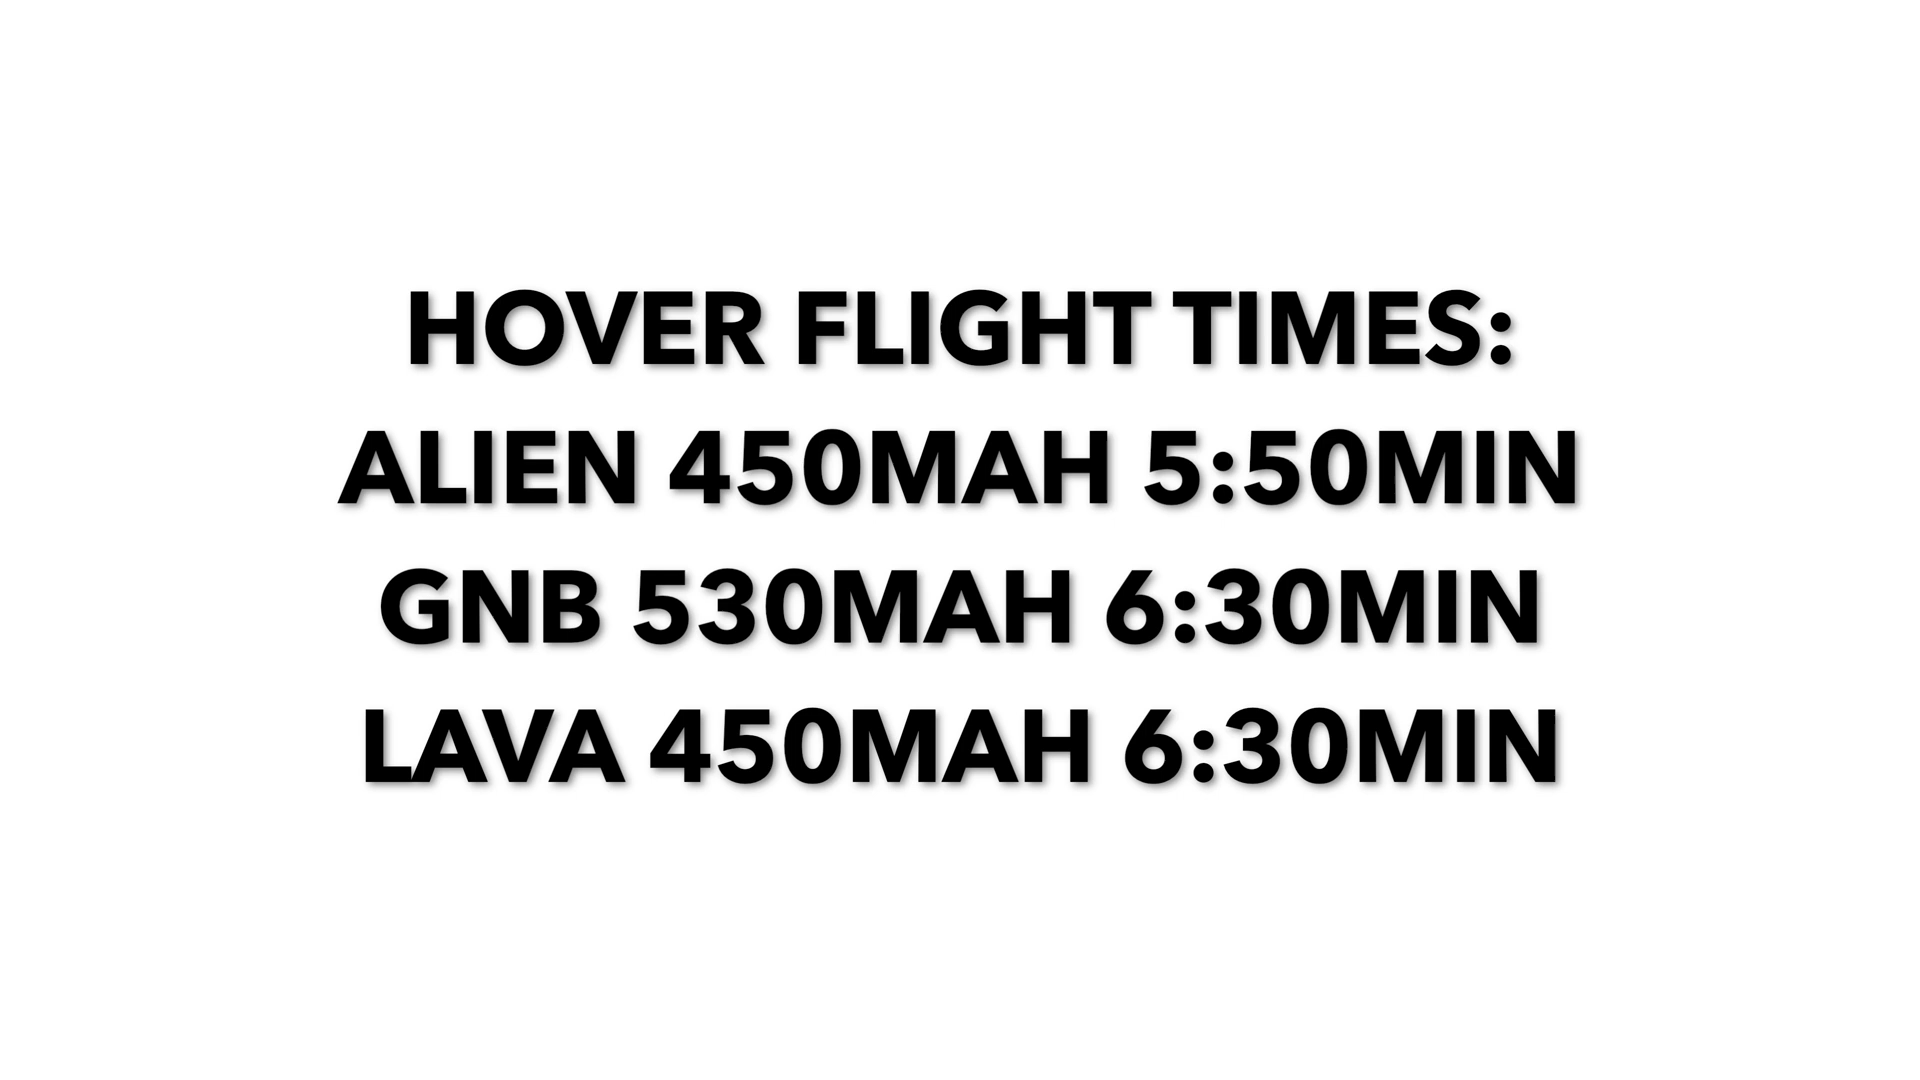 HOVER FLIGHT TIMES:
ALIEN 450MAH 5:50MIN
GNB 530MAH 6:30MIN
LAVA 450MAH 6:30MIN